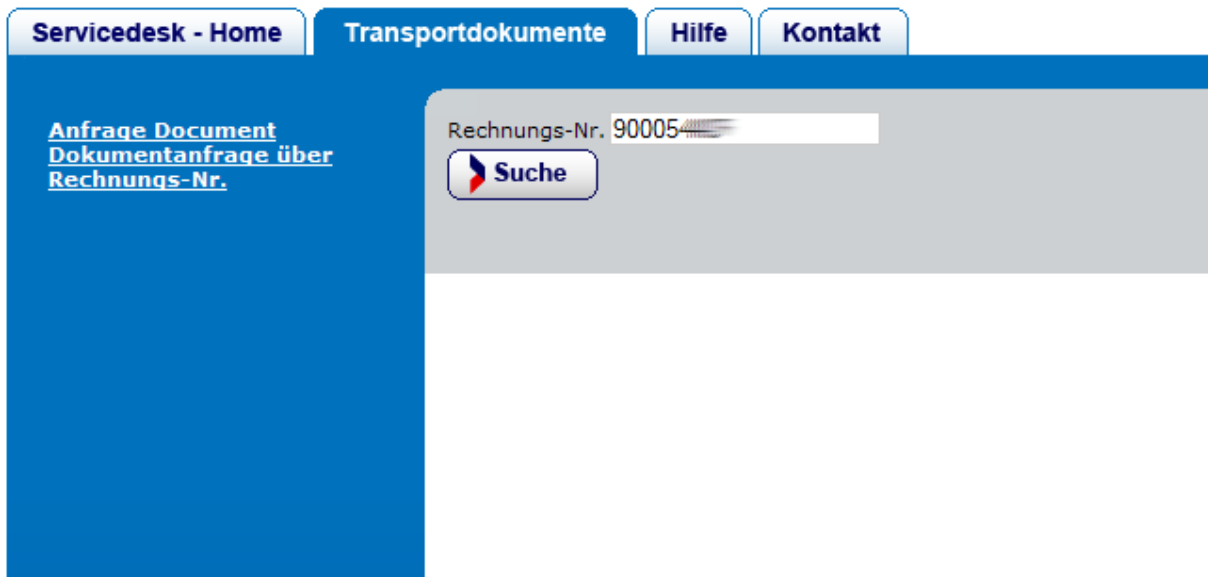 Servicedesk - Home
Transportdokumente
Hilfe
Kontakt
Anfrage Document
Dokumentanfrage über
Rechnungs-Nr.
Rechnungs-Nr. 90005
Suche